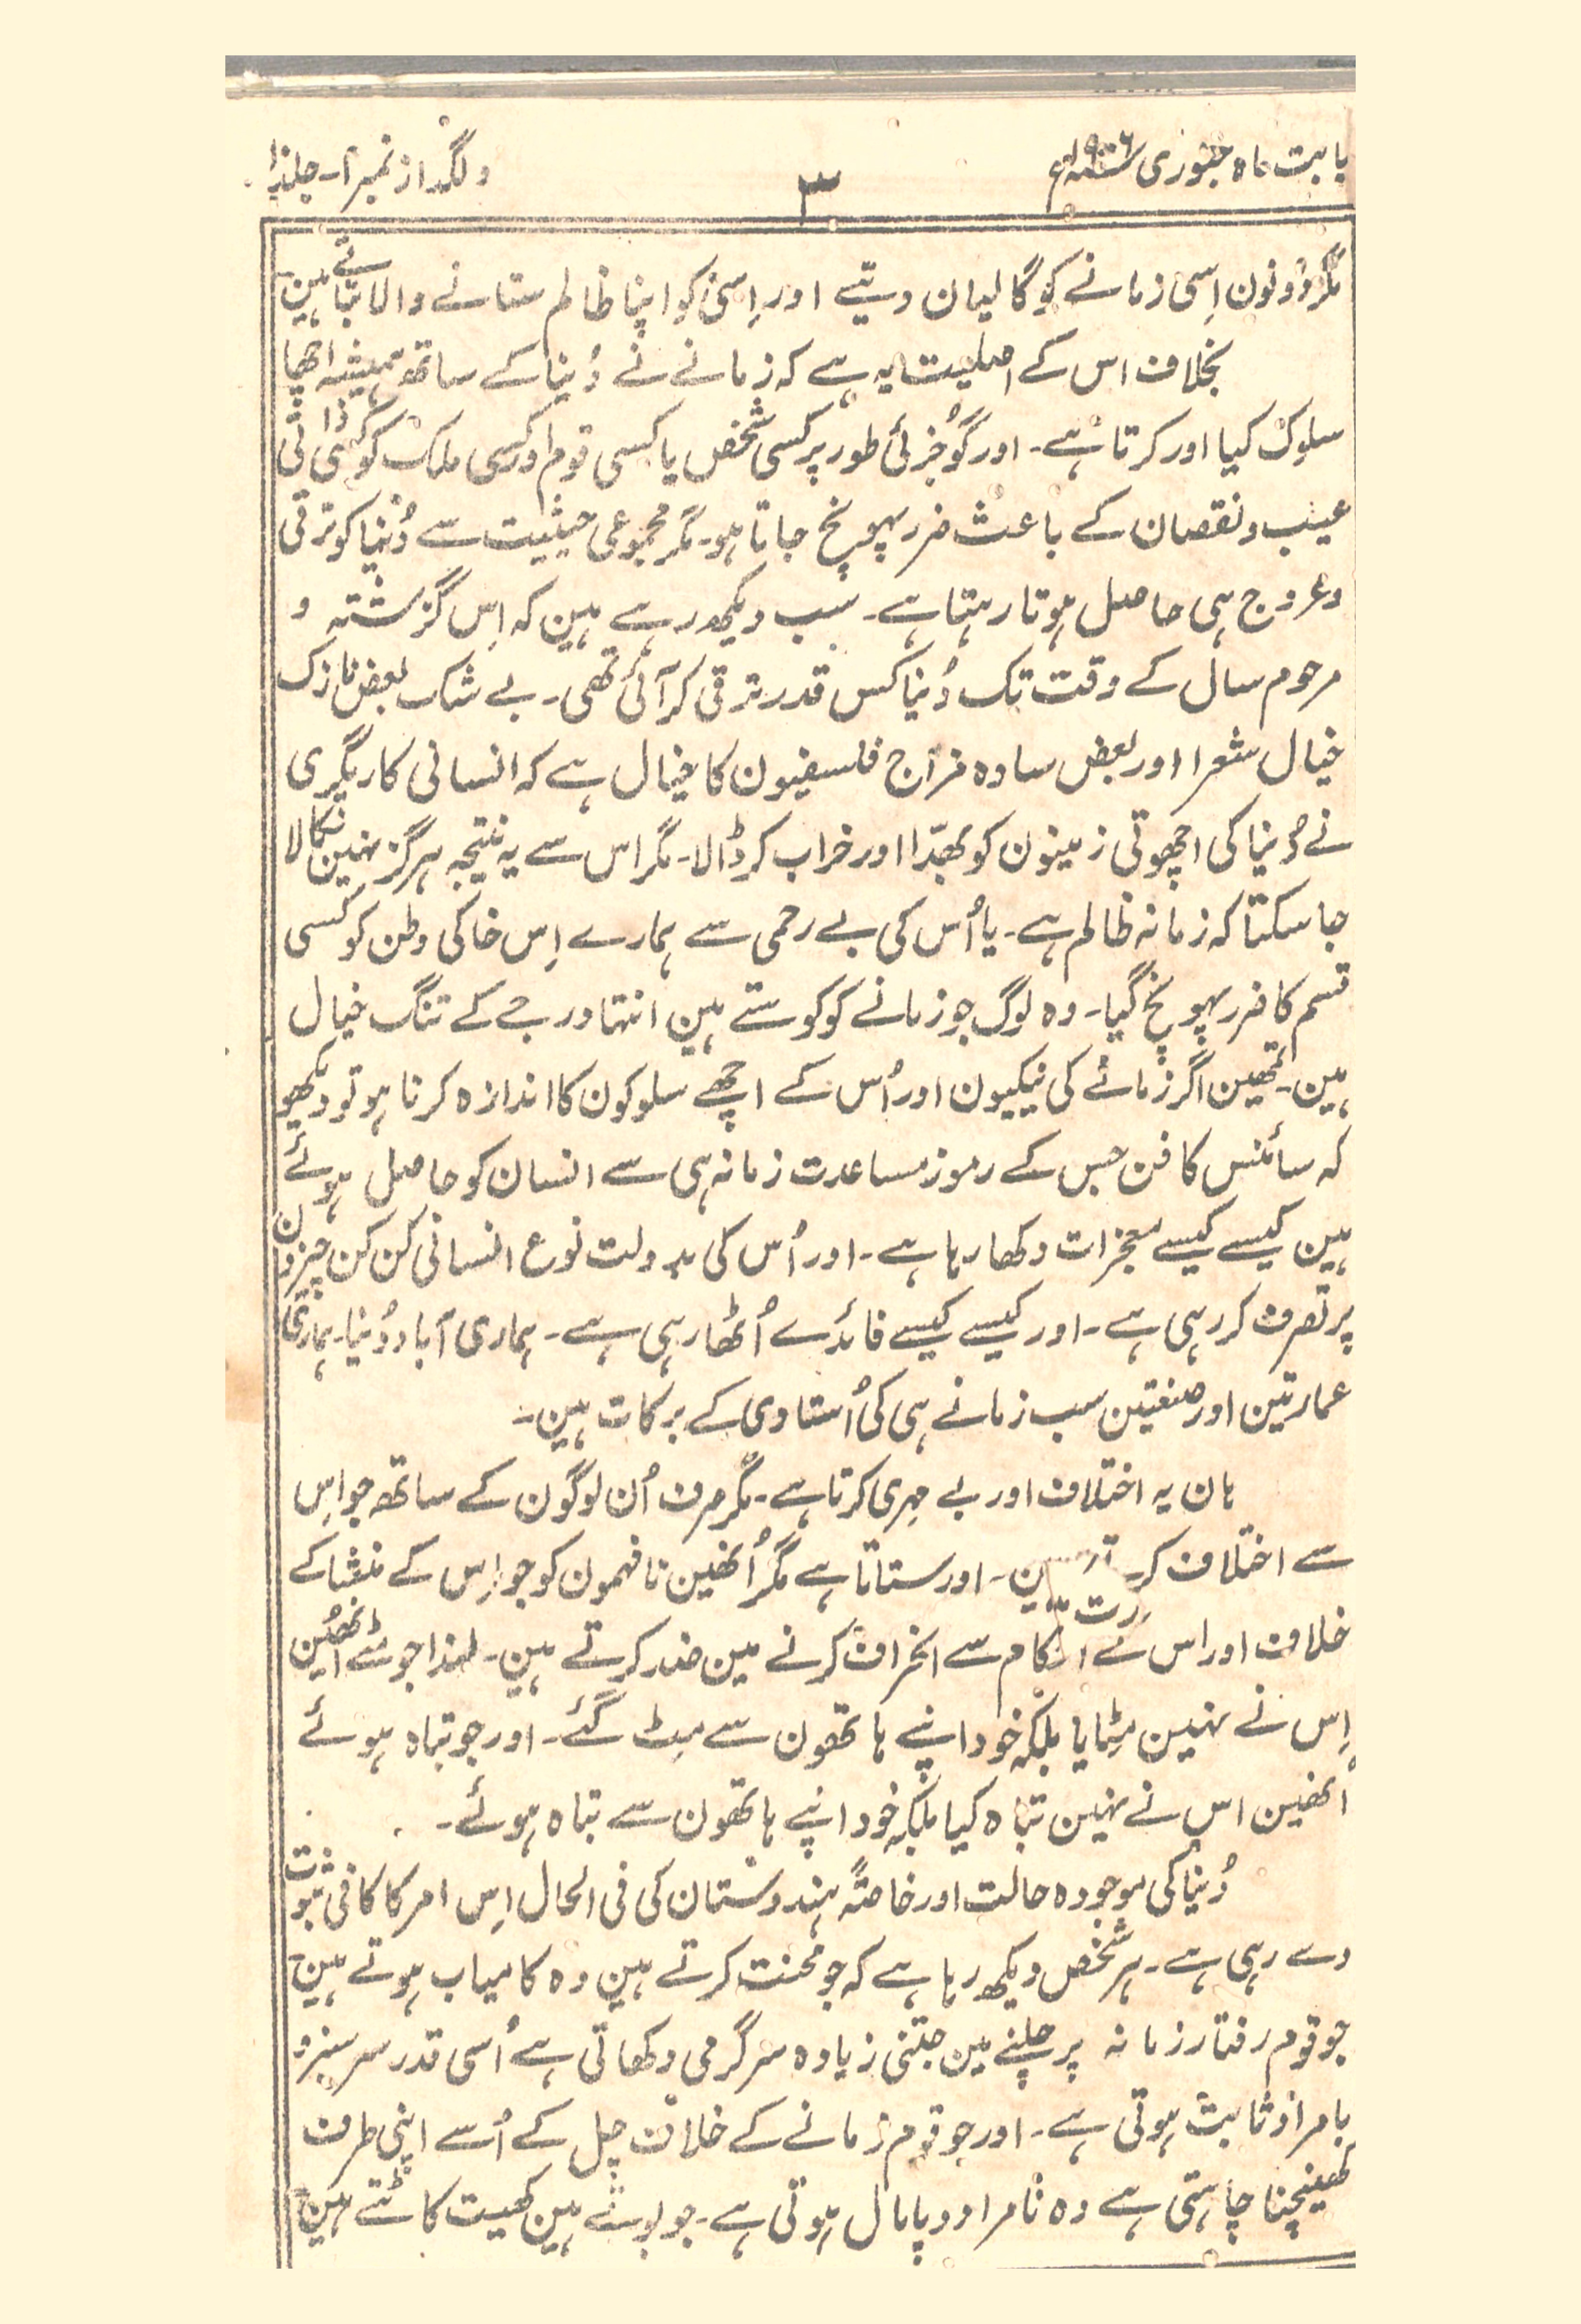 بابت ماہ جنوری سنہ ۱۹۰۶ء
۳
دلگداز نمبر ۱- جلد ۱۰
مگر دونون اِسی زمانے کو گالیان دیتے اور اِسی کو اپنا ظالم ستانے والا بتاتے ہین
بخلاف اس کے اصلیت یہ ہے کہ زمانے نے دُنیا کے ساتھ ہمیشہ اچھا
سلوک کیا اور کرتا ہے۔ اور گو جُزئی طور پر کسی شخص یا کسی قوم اور کسی ملک کو کسی ذاتی
عیب و نقصان کے باعث ضرر پہونچ جاتا ہو۔ مگر مجموعی حیثیت سے دُنیا کو ترقی
و عروج ہی حاصل ہوتا رہتا ہے۔ سب دیکھ رہے ہین کہ اِس گزشتہ و
مرحوم سال کے وقت تک دُنیا کس قدر ترقی کر آئی تھی۔ بے شک بعض نازک
خیال شعرا اور بعض سادہ مزاج فلسفیون کا خیال ہے کہ انسانی کاریگری
نے دُنیا کی اچھوتی زمینون کو بھدّا اور خراب کر ڈالا۔ مگر اس سے یہ نتیجہ ہرگز نہین نکالا
جا سکتا کہ زمانہ ظالم ہے۔ یا اُس کی بے رحمی سے ہمارے اِس خاکی وطن کو کسی
قسم کا ضرر پہونچ گیا۔ وہ لوگ جو زمانے کو کوستے ہین انتہا درجے کے تنگ خیال
ہین۔ تمھین اگر زمانے کی نیکیون اور اُس کے اچھے سلوکون کا اندازہ کرنا ہو تو دیکھو
کہ سائنس کا فن جس کے رموز مساعدت زمانہ ہی سے انسان کو حاصل ہوئے
ہین کیسے کیسے معجزات دکھا رہا ہے۔ اور اُس کی بدولت نوع انسانی کن کن چیزون
پر تصرف کر رہی ہے۔ اور کیسے کیسے فائدے اُٹھا رہی ہے۔ ہماری آباد دُنیا۔ ہماری
عمارتین اور صنعتین سب زمانے ہی کی اُستادی کے برکات ہین۔
ہان یہ اختلاف اور بے مہری کرتا ہے۔ مگر صرف اُن لوگون کے ساتھ جو اِس
سے اختلاف کرتے ہین۔ اور ستاتا ہے مگر اُنھین نافہمون کو جو اِس کے منشا کے
خلاف اور اس کے احکام سے انحراف کرنے مین ضد کرتے ہین۔ لہذا جو مٹے اُنھین
اِس نے نہین مِٹایا بلکہ خود اپنے ہاتھون سے مِٹ گئے۔ اور جو تباہ ہوئے
اُنھین اس نے نہین تباہ کیا بلکہ خود اپنے ہاتھون سے تباہ ہوئے۔
دُنیا کی موجودہ حالت اور خاصتًہ ہندوستان کی فی الحال اِس امر کا کافی ثبوت
دے رہی ہے۔ ہر شخص دیکھ رہا ہے کہ جو محنت کرتے ہین وہ کامیاب ہوتے ہین
جو قوم رفتار زمانہ پر چلنے مین جتنی زیادہ سرگرمی دکھاتی ہے اُسی قدر سرسبز و
بامراد ثابت ہوتی ہے۔ اور جو قوم زمانے کے خلاف چل کے اُسے اپنی طرف
کھینچنا چاہتی ہے وہ نامراد و پامال ہوتی ہے۔ جو بوتے ہین کھیت کاٹتے ہین